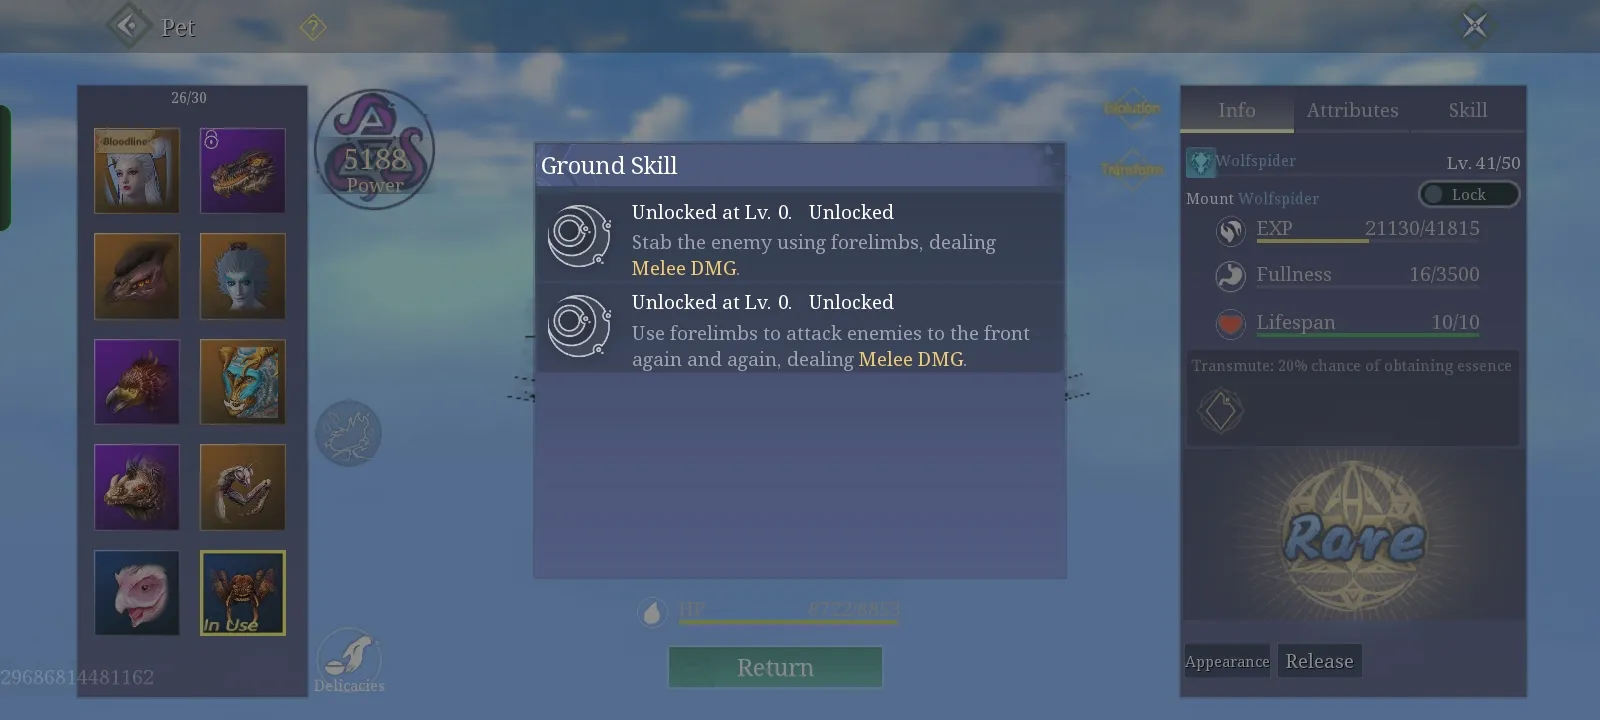 Pet
?
26/30
Bloodline
In Use
5188
Power
Delicacies
29686814481162
Ground Skill
Unlocked at Lv. 0. Unlocked
Stab the enemy using forelimbs, dealing
Melee DMG.
Unlocked at Lv. 0. Unlocked
Use forelimbs to attack enemies to the front
again and again, dealing Melee DMG.
HP
Return
Evolution
Transform
Info Attributes Skill
Wolfspider Lv. 41/50
Mount Wolfspider Lock
EXP 21130/41815
Fullness 16/3500
Lifespan 10/10
Transmute: 20% chance of obtaining essence
Rare
Appearance Release